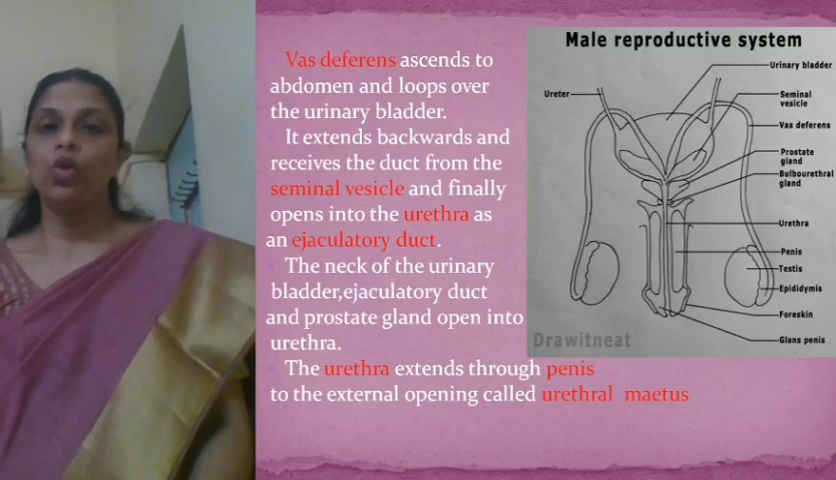 Vas deferens ascends to
abdomen and loops over
the urinary bladder.
It extends backwards and
receives the duct from the
seminal vesicle and finally
opens into the urethra as
an ejaculatory duct.
The neck of the urinary
bladder,ejaculatory duct
and prostate gland open into
urethra.
The urethra extends through penis
to the external opening called urethral maetus
Male reproductive system
Urinary bladder
Ureter
Seminal
vesicle
Vas deferens
Prostate
gland
Bulbourethral
gland
Urethra
Penis
Testis
Epididymis
Foreskin
Glans penis
Drawitneat